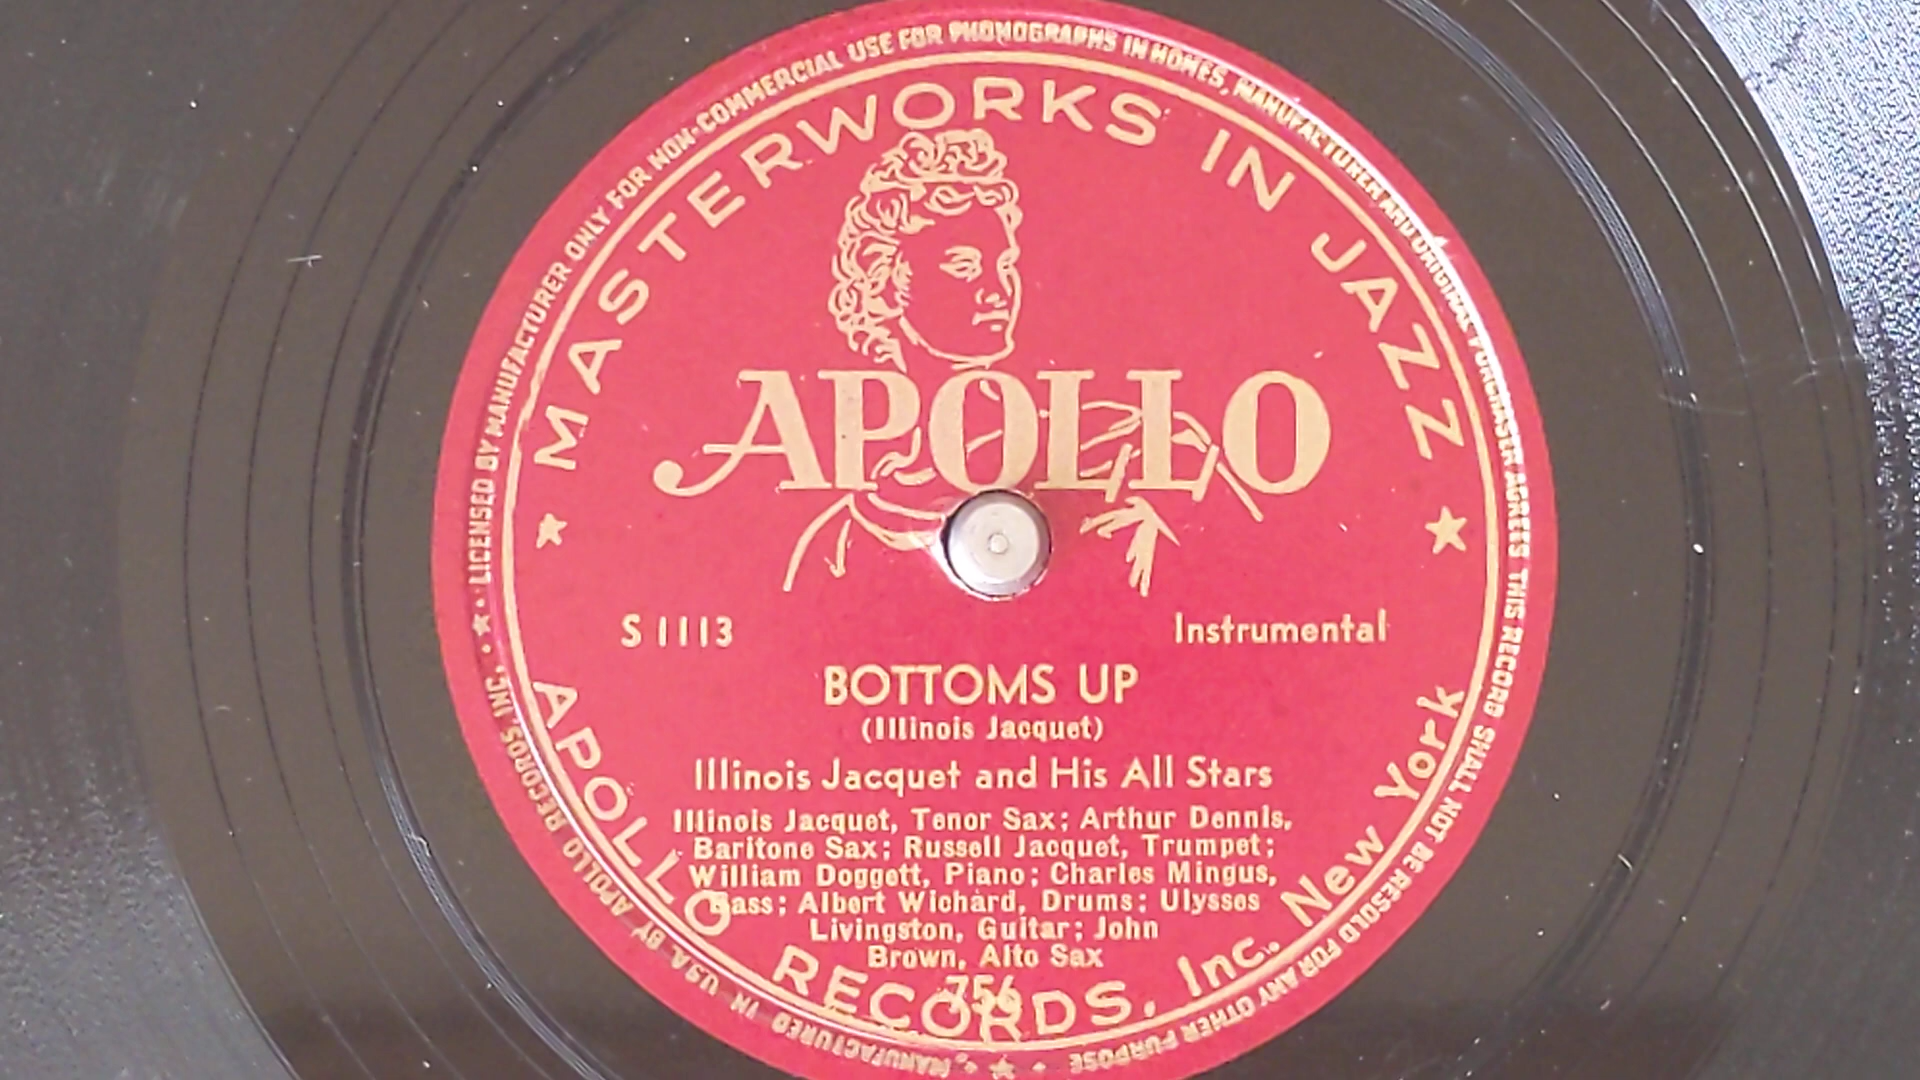 ★ • LICENSED BY MANUFACTURER ONLY FOR NON-COMMERCIAL USE FOR PHONOGRAPHS IN HOMES, MANUFACTURER AND ORIGINAL PURCHASER AGREES THIS RECORD SHALL NOT BE RESOLD FOR ANY OTHER PURPOSE •
★ MASTERWORKS IN JAZZ ★
APOLLO
S 1113 Instrumental
BOTTOMS UP
(Illinois Jacquet)
Illinois Jacquet and His All Stars
Illinois Jacquet, Tenor Sax; Arthur Dennis,
Baritone Sax; Russell Jacquet, Trumpet;
William Doggett, Piano; Charles Mingus,
Bass; Albert Wichard, Drums; Ulysses
Livingston, Guitar; John
Brown, Alto Sax
756
APOLLO RECORDS, Inc. New York
★ • MANUFACTURED IN U.S.A. BY APOLLO RECORDS, INC. •